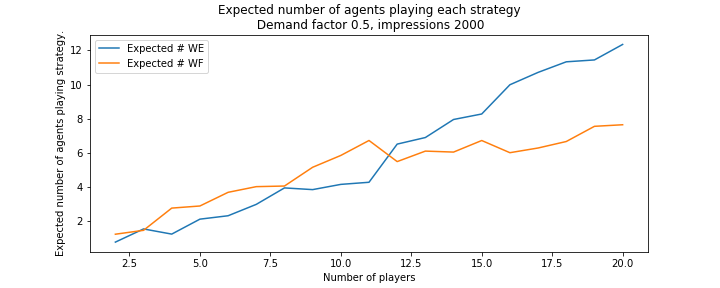 Expected number of agents playing each strategy
Demand factor 0.5, impressions 2000
Expected number of agents playing strategy.
12
10
8
6
4
2
Expected # WE
Expected # WF
2.5
5.0
7.5
10.0
12.5
15.0
17.5
20.0
Number of players